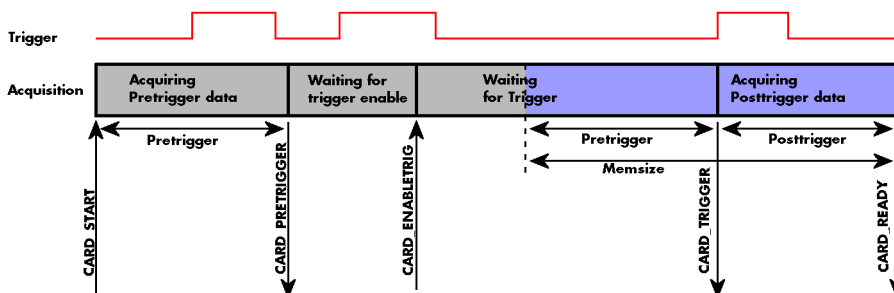 Trigger
Acquisition
Acquiring
Pretrigger data
Waiting for
trigger enable
Waiting
for Trigger
Acquiring
Posttrigger data
Pretrigger
Pretrigger
Posttrigger
Memsize
CARD_START
CARD_PRETRIGGER
CARD_ENABLETRIG
CARD_TRIGGER
CARD_READY